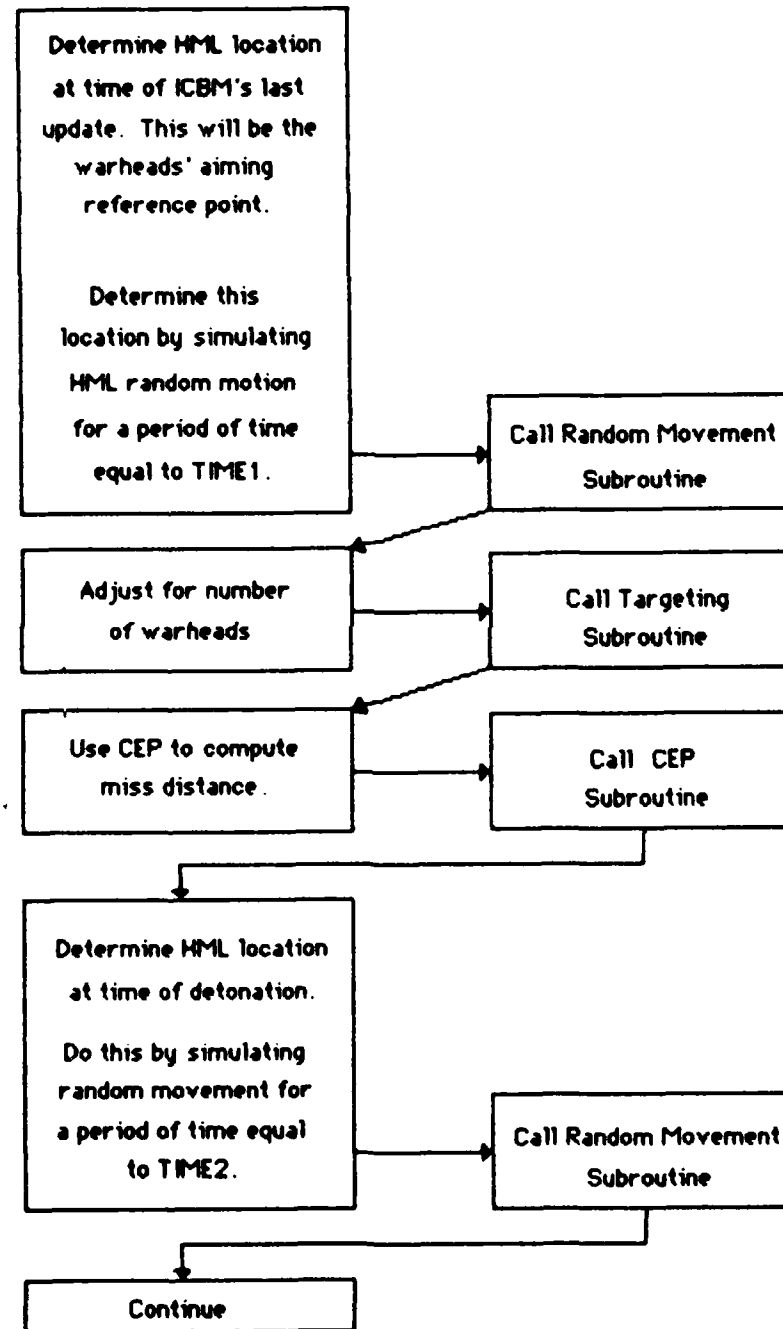 Determine HML location
at time of ICBM's last
update. This will be the
warheads' aiming
reference point.
Determine this
location by simulating
HML random motion
for a period of time
equal to TIME1.
Call Random Movement
Subroutine
Adjust for number
of warheads
Call Targeting
Subroutine
Use CEP to compute
miss distance.
Call CEP
Subroutine
Determine HML location
at time of detonation.
Do this by simulating
random movement for
a period of time equal
to TIME2.
Call Random Movement
Subroutine
Continue